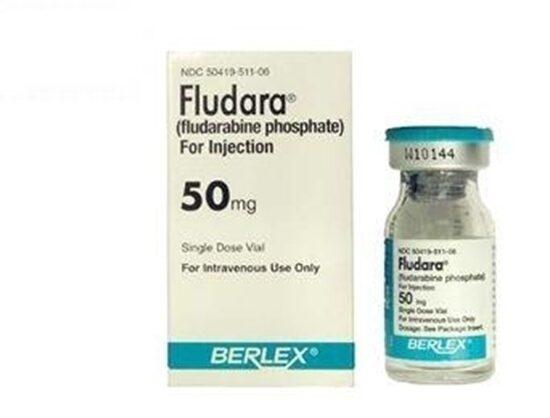 NDC 50419-511-06
Fludara®
(fludarabine phosphate)
For Injection
50 mg
Single Dose Vial
For Intravenous Use Only
BERLEX®
W10144
NDC 50419-511-06
Fludara®
(fludarabine phosphate)
For Injection
50 mg
Single Dose Vial
For Intravenous Use Only
Dosage: See Package Insert.
BERLEX®